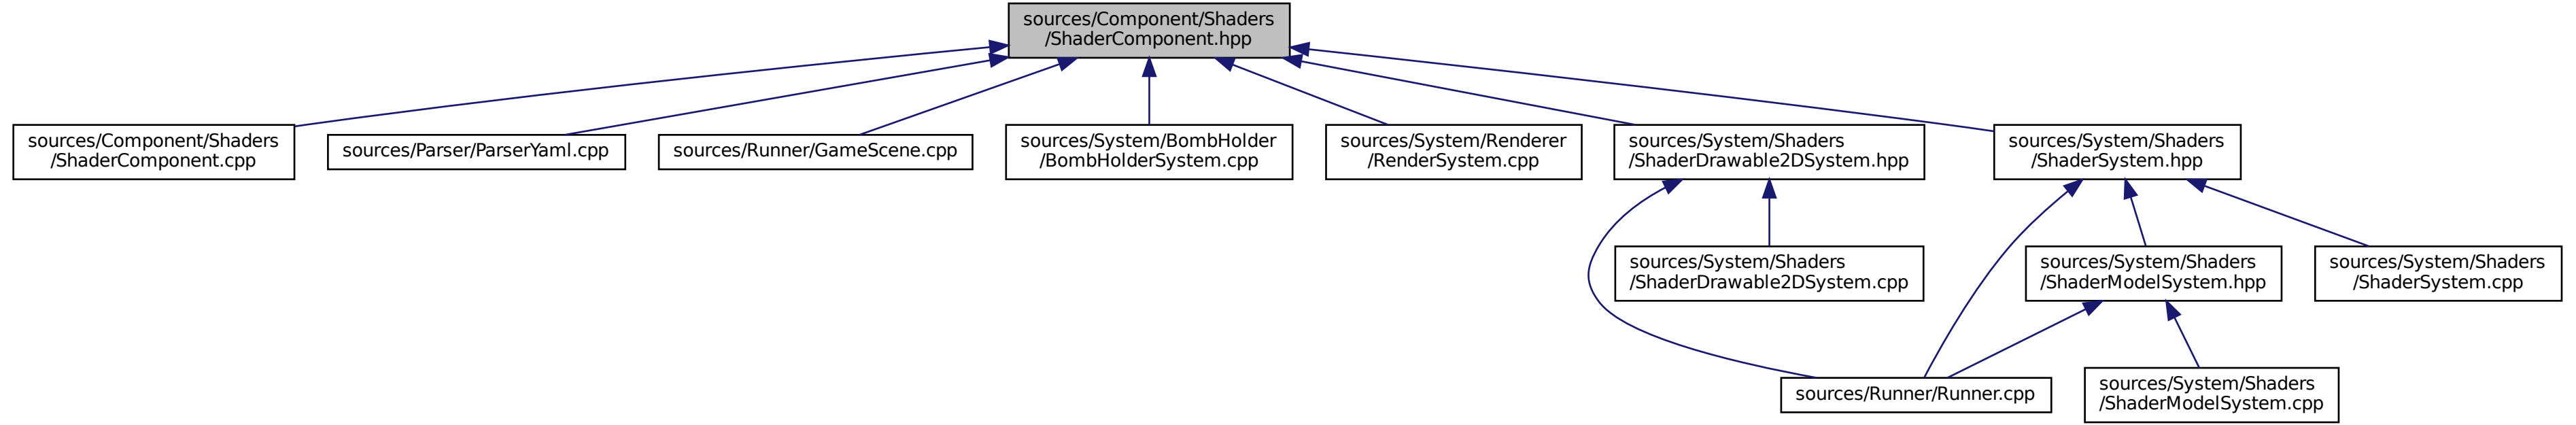 sources/Component/Shaders
/ShaderComponent.hpp
sources/Component/Shaders
/ShaderComponent.cpp
sources/Parser/ParserYaml.cpp
sources/Runner/GameScene.cpp
sources/System/BombHolder
/BombHolderSystem.cpp
sources/System/Renderer
/RenderSystem.cpp
sources/System/Shaders
/ShaderDrawable2DSystem.hpp
sources/System/Shaders
/ShaderSystem.hpp
sources/System/Shaders
/ShaderDrawable2DSystem.cpp
sources/System/Shaders
/ShaderModelSystem.hpp
sources/System/Shaders
/ShaderSystem.cpp
sources/Runner/Runner.cpp
sources/System/Shaders
/ShaderModelSystem.cpp